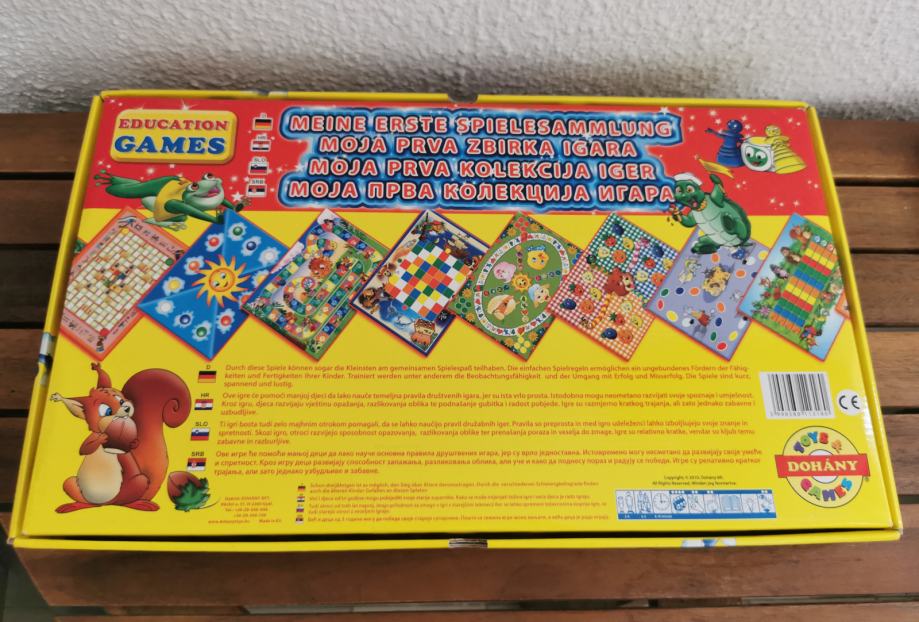 EDUCATION
GAMES
MEINE ERSTE SPIELESAMMLUNG
HR
MOJA PRVA ZBIRKA IGARA
SLO
MOJA PRVA KOLEKCIJA IGER
SRB
МОЈА ПРВА КОЛЕКЦИЈА ИГАРА
D
Durch diese Spiele können sogar die Kleinsten am gemeinsamen Spielespaß teilhaben. Die einfachen Spielregeln ermöglichen ein ungebundenes Fördern der Fähig-
keiten und Fertigkeiten Ihrer Kinder. Trainiert werden unter anderem die Beobachtungsfähigkeit und der Umgang mit Erfolg und Misserfolg. Die Spiele sind kurz,
spannend und lustig.
HR
Ove igre će pomoći manjoj djeci da lako nauče temeljna pravila društvenih igara, jer su ista vrlo prosta. Istodobno mogu neometano razvijati svoje spoznaje i umješnost.
Kroz igru, djeca razvijaju vještinu opažanja, razlikovanja oblika te podnašanje gubitka i radost pobjede. Igre su razmjerno kratkog trajanja, ali zato jednako zabavne i
uzbudljive.
SLO
Ti igri bosta tudi zelo majhnim otrokom pomagali, da se lahko naučijo pravil družabnih iger. Pravila so preprosta in med igro udeleženci lahko izboljšujejo svoje znanje in
spretnosti. Skozi igro, otroci razvijejo sposobnost opazovanja, razlikovanja oblike ter prenašanja poraza in veselja do zmage. Igre so relativno kratke, vendar so kljub temu
zabavne in razburljive.
SRB
Ове игре ће помоћи мањој деци да лако науче основна правила друштвених игара, јер су врло једноставна. Истовремено могу несметано да развијају своје умеће
и спретност. Кроз игру деца развијају способност запажања, разликовања облика, али уче и како да поднесу пораз и радују се победи. Игре су релативно кратког
трајања, али зато једнако узбудљиве и забавне.
TOYS &
DOHÁNY
GAMES
CE
Made in EU